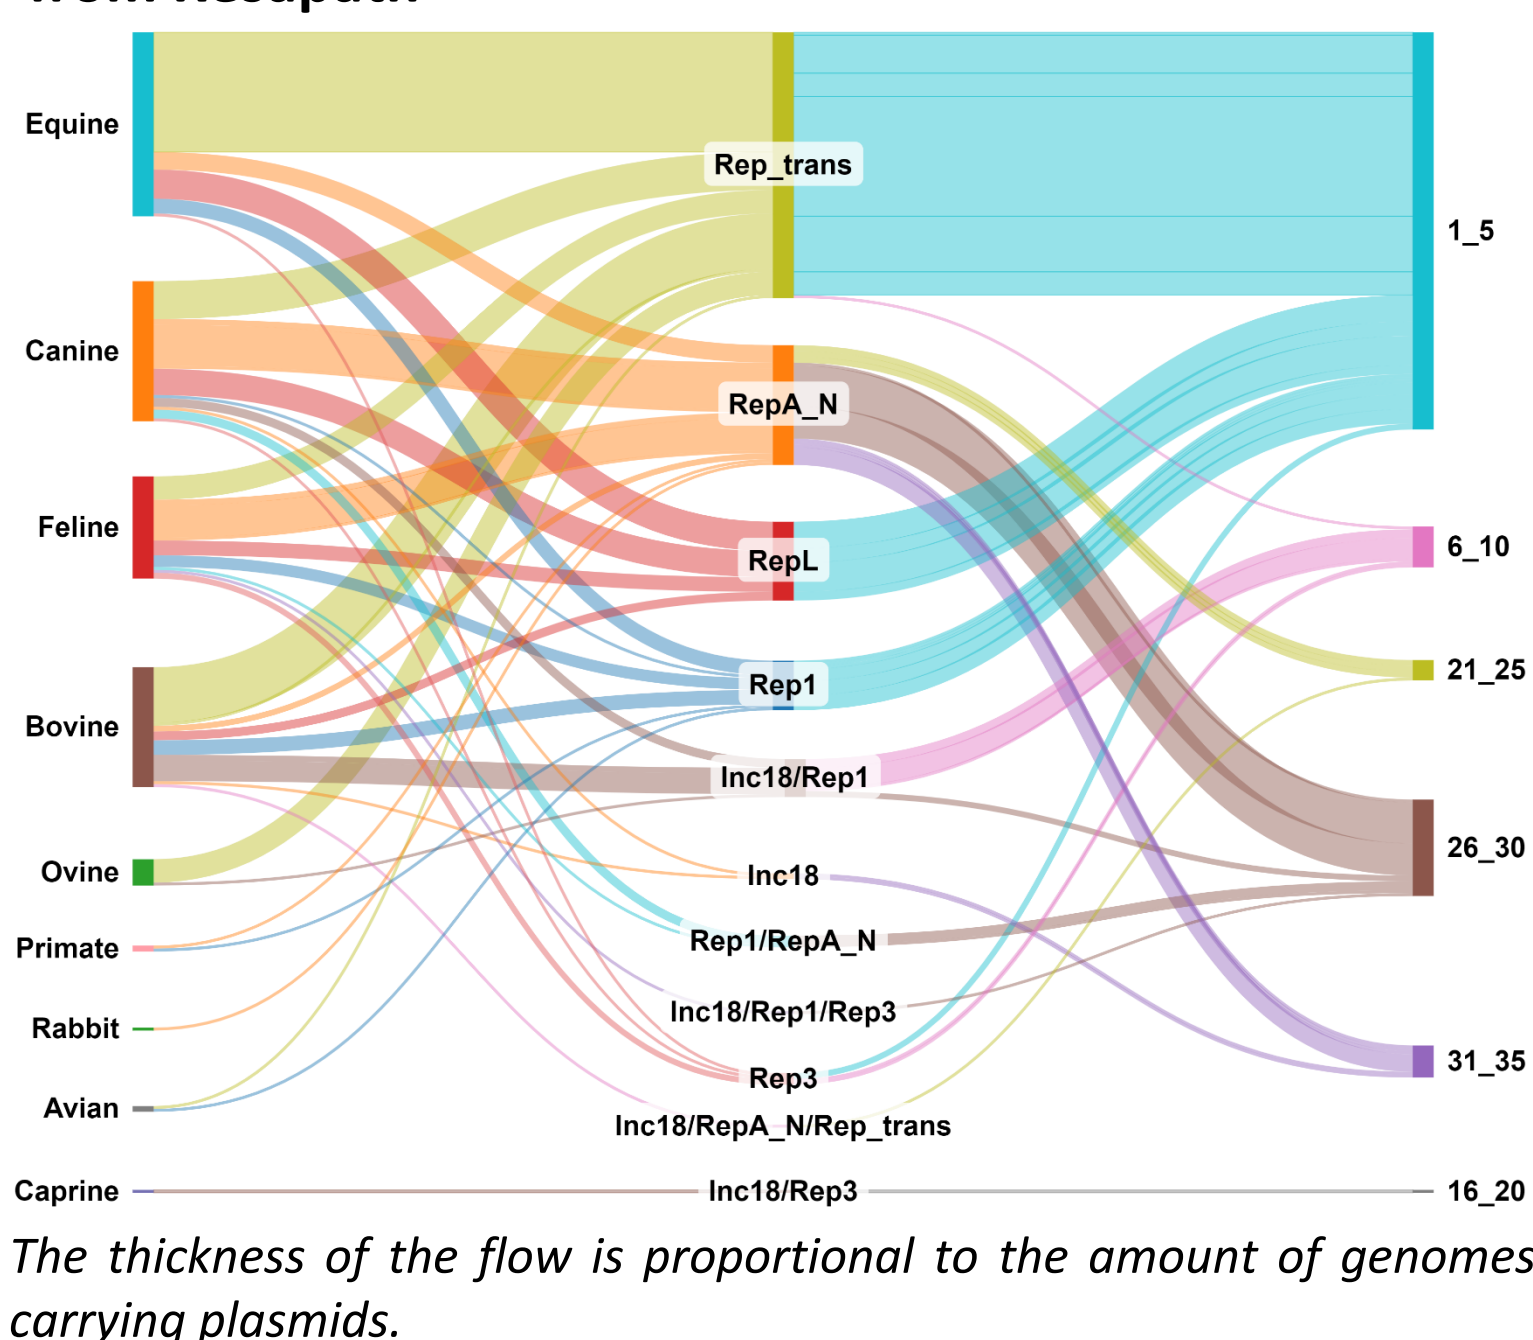 from Resapath
Equine
Rep_trans
1_5
Canine
RepA_N
Feline
RepL
6_10
Rep1
21_25
Bovine
Inc18/Rep1
Ovine
Inc18
26_30
Primate
Rep1/RepA_N
Rabbit
Inc18/Rep1/Rep3
Rep3
31_35
Avian
Inc18/RepA_N/Rep_trans
Caprine
Inc18/Rep3
16_20
The thickness of the flow is proportional to the amount of genomes
carrying plasmids.